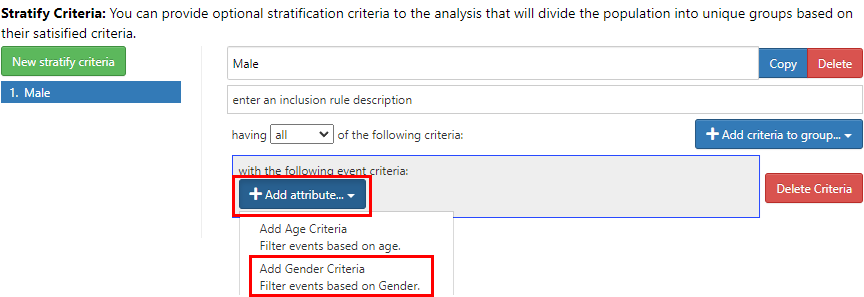 Stratify Criteria: You can provide optional stratification criteria to the analysis that will divide the population into unique groups based on
their satisified criteria.
New stratify criteria
1. Male
Male
Copy
Delete
enter an inclusion rule description
having all of the following criteria:
+ Add criteria to group...
with the following event criteria:
+ Add attribute...
Delete Criteria
Add Age Criteria
Filter events based on age.
Add Gender Criteria
Filter events based on Gender.